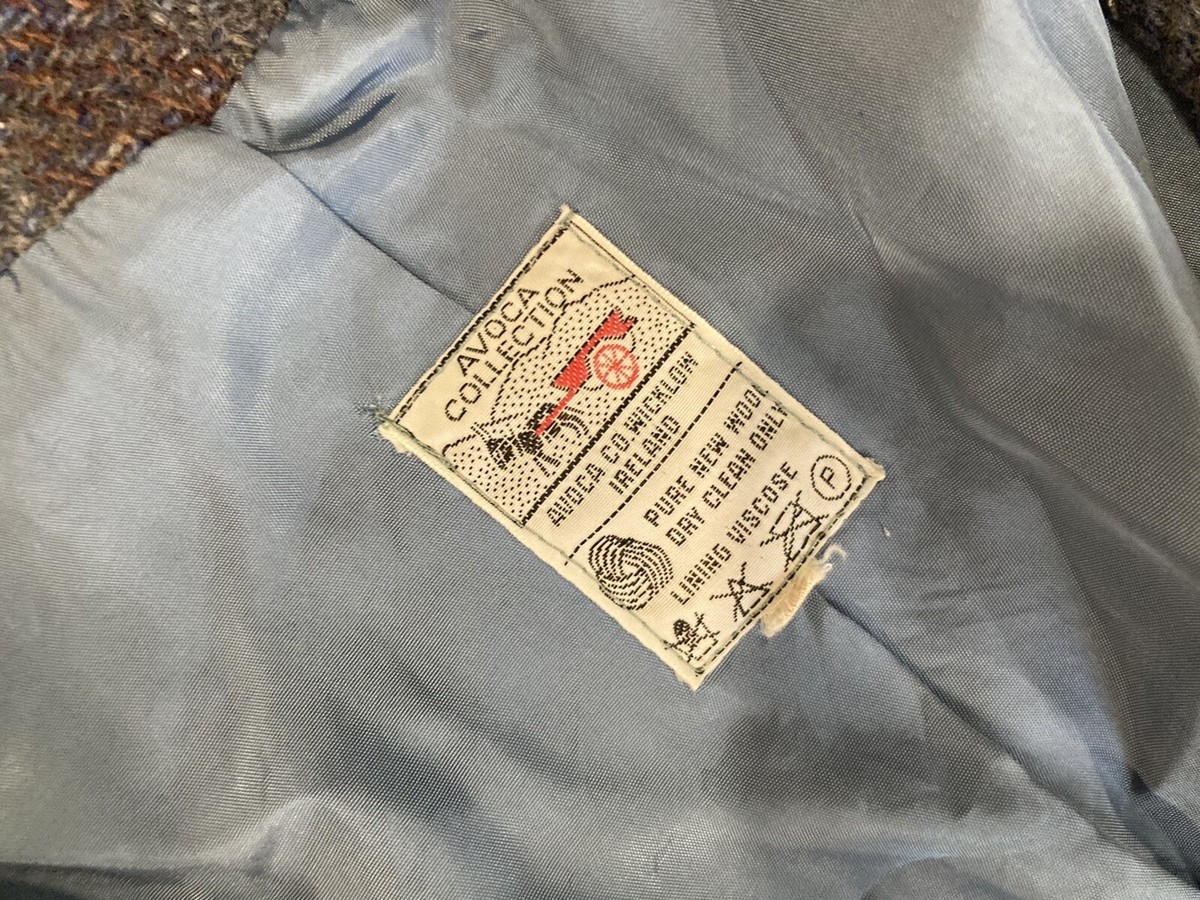 AVOCA
COLLECTION
AVOCA CO WICKLOW
IRELAND
PURE NEW WOOL
DRY CLEAN ONLY
LINING VISCOSE
P